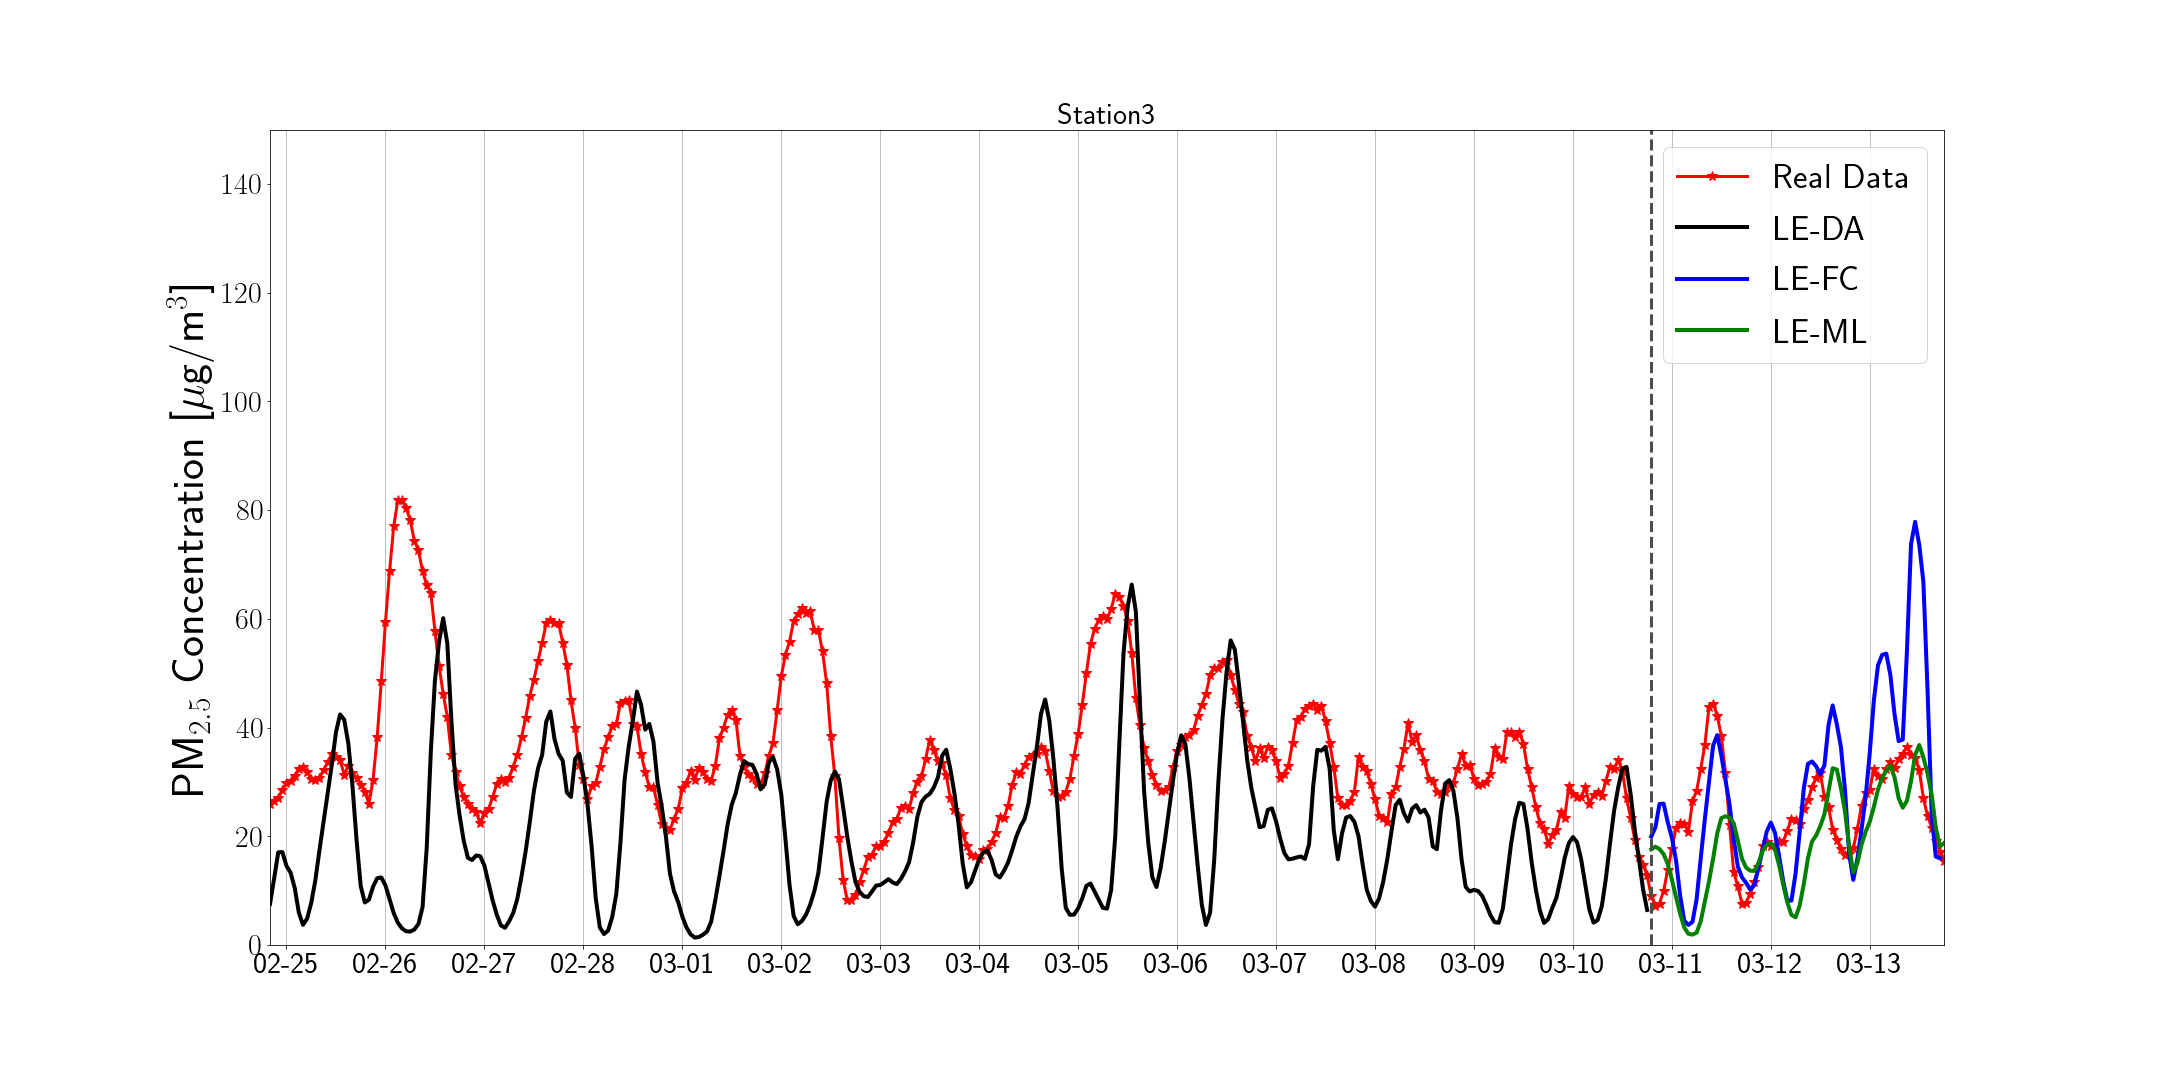 Station3
PM2.5 Concentration [μg/m³]
140
120
100
80
60
40
20
0
02-25 02-26 02-27 02-28 03-01 03-02 03-03 03-04 03-05 03-06 03-07 03-08 03-09 03-10 03-11 03-12 03-13
Real Data
LE-DA
LE-FC
LE-ML